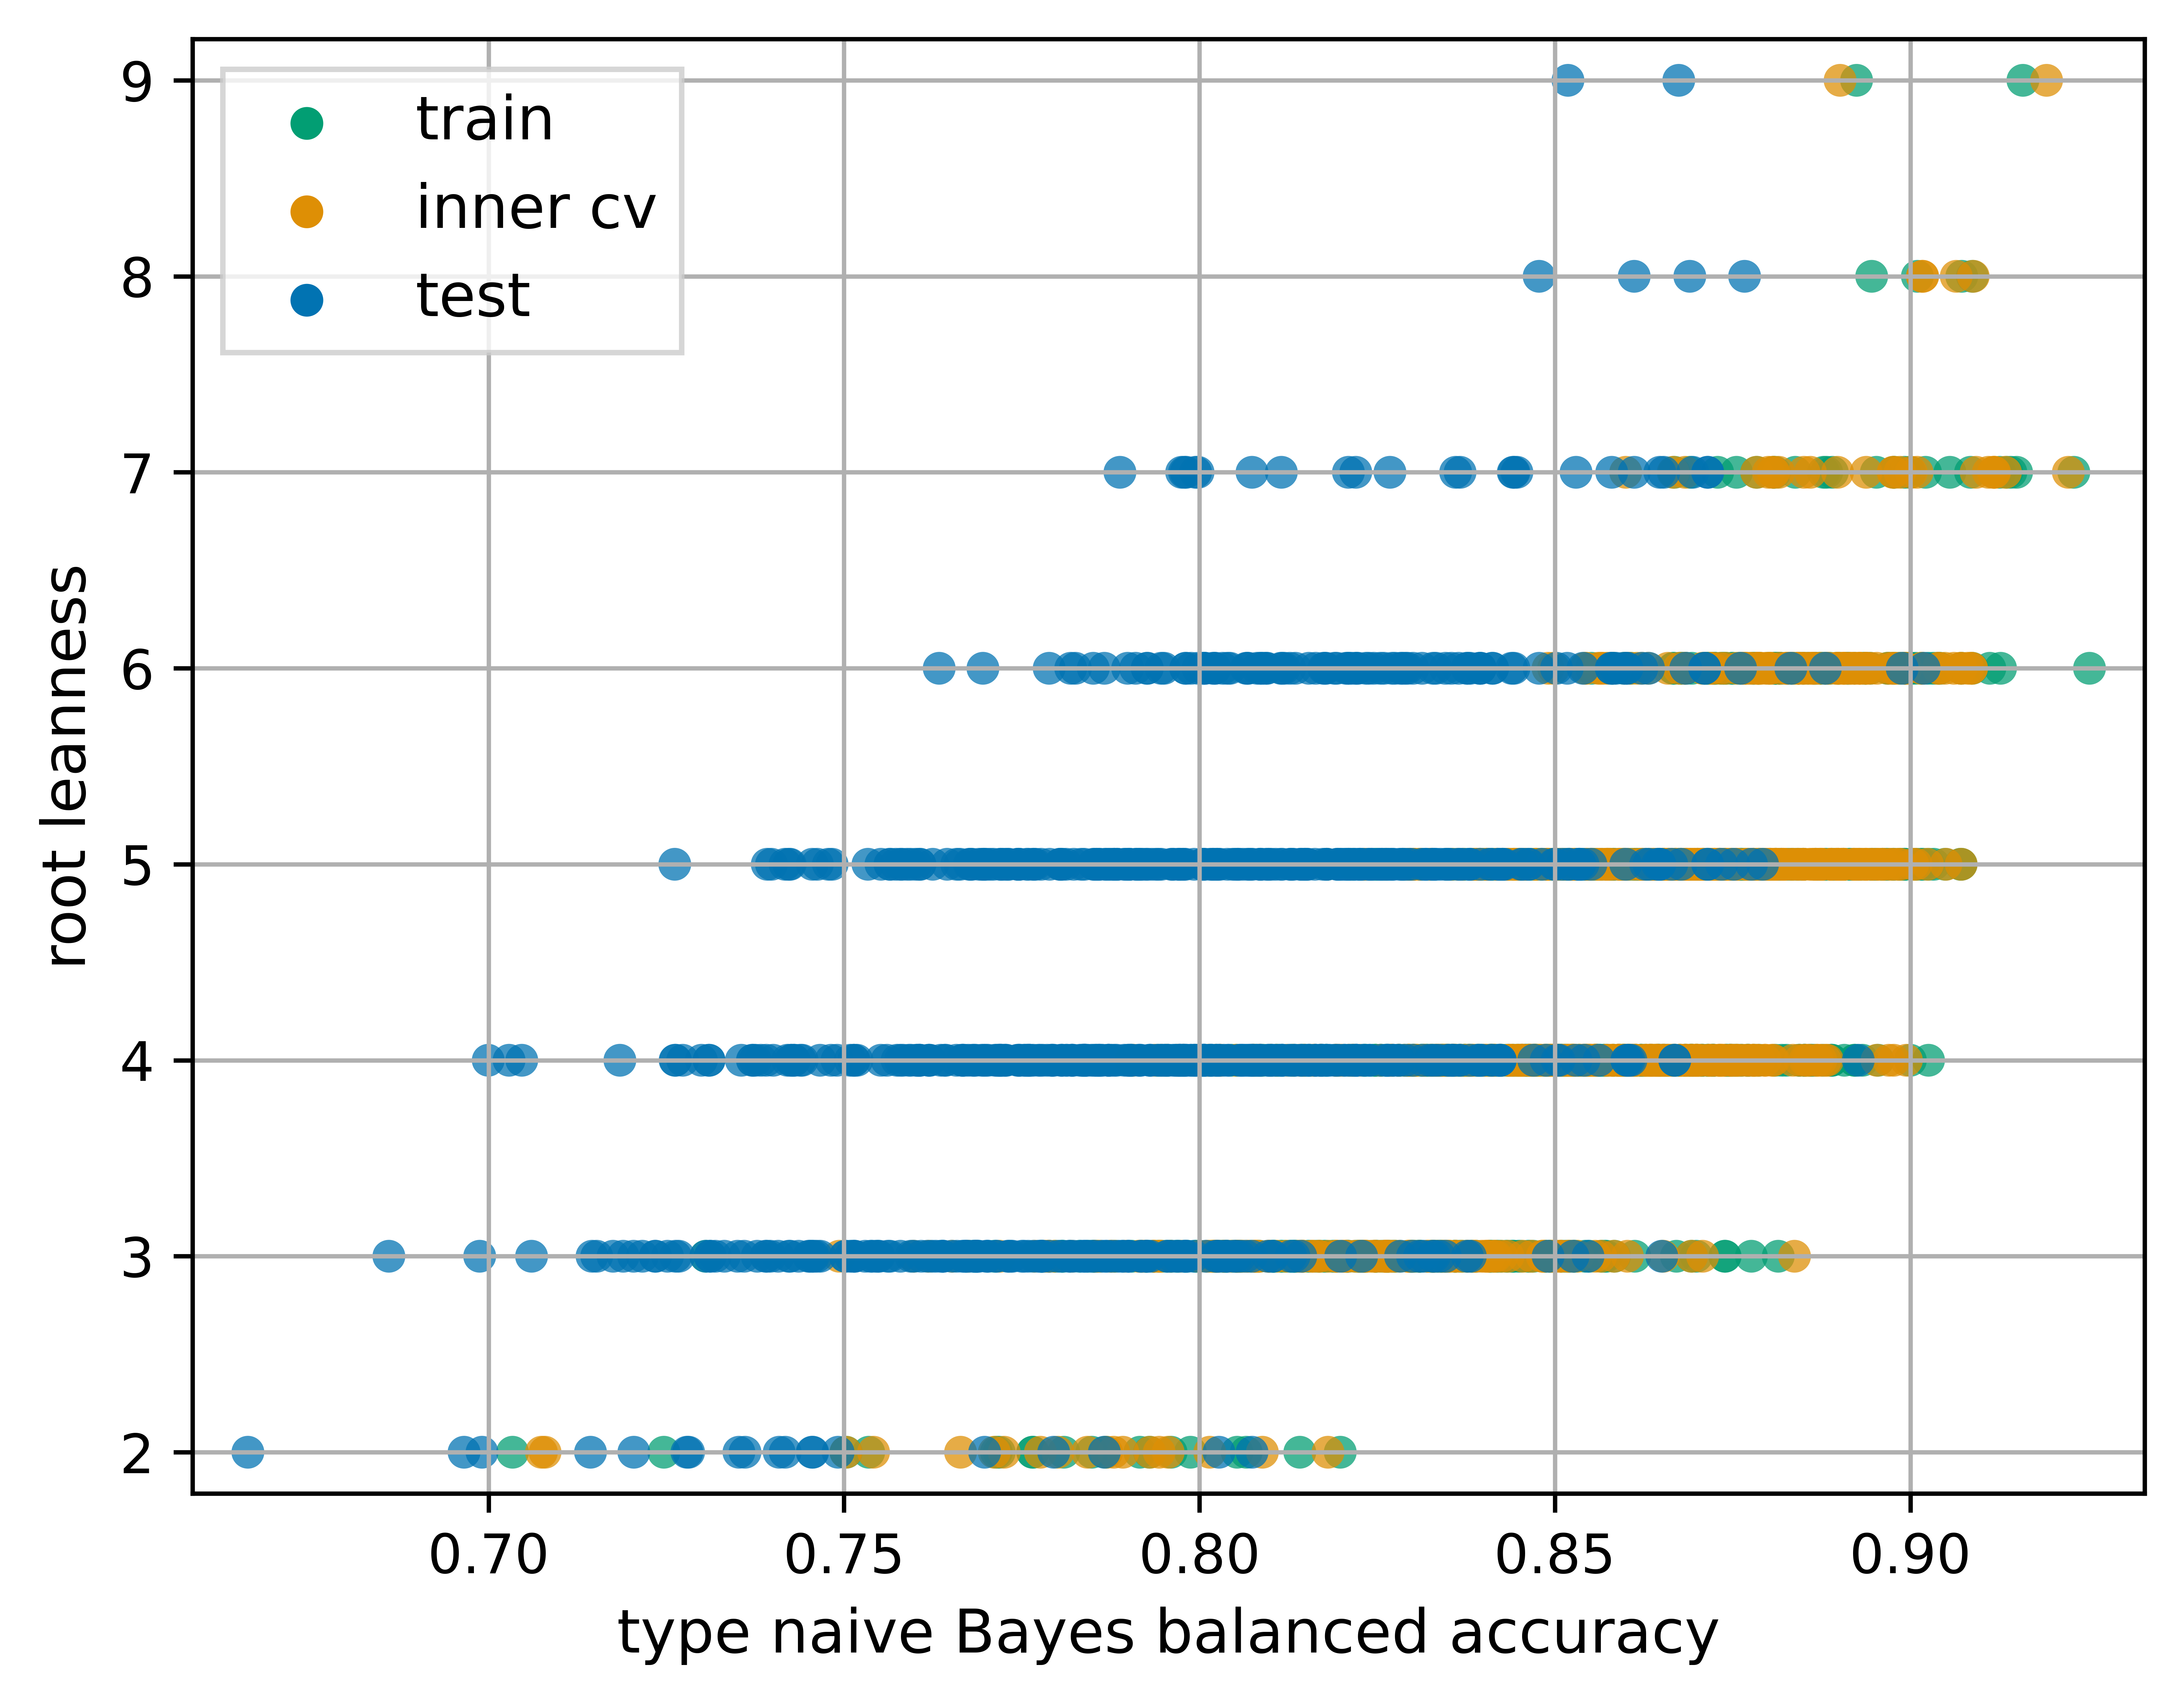 9
8
7
6
5
4
3
2
root leanness
train
inner cv
test
0.70 0.75 0.80 0.85 0.90
type naive Bayes balanced accuracy